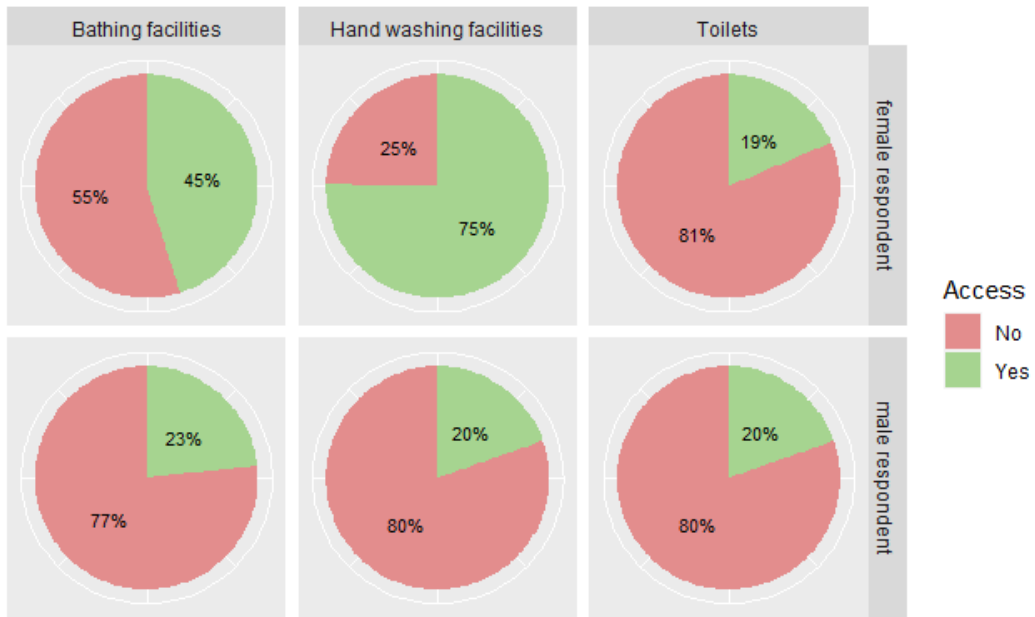 Bathing facilities
Hand washing facilities
Toilets
55%
45%
25%
75%
19%
81%
female respondent
23%
77%
20%
80%
20%
80%
male respondent
Access
No
Yes